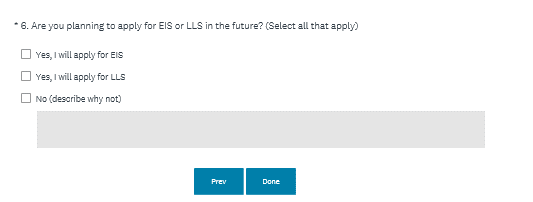 * 6. Are you planning to apply for EIS or LLS in the future? (Select all that apply)
Yes, I will apply for EIS
Yes, I will apply for LLS
No (describe why not)
Prev
Done